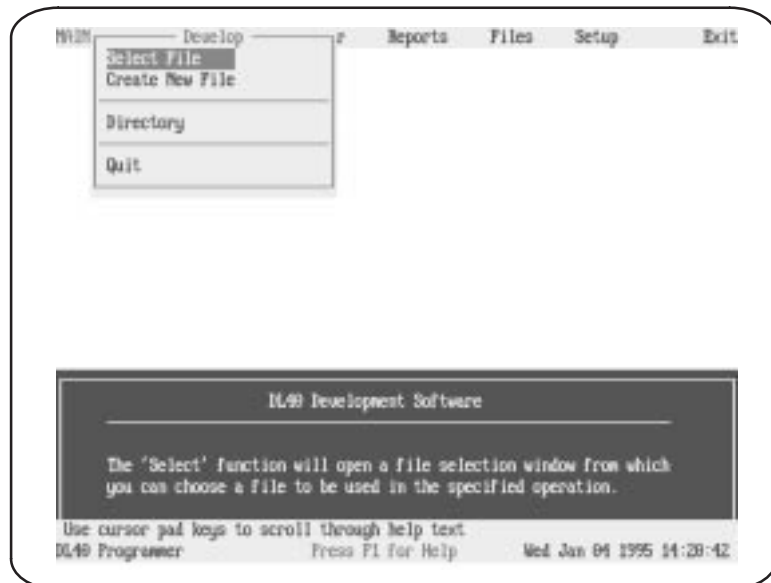 MAIN Develop r Reports Files Setup Exit
Select File
Create New File
Directory
Quit
DL40 Development Software
The 'Select' function will open a file selection window from which
you can choose a file to be used in the specified operation.
Use cursor pad keys to scroll through help text
DL40 Programmer Press F1 for Help Wed Jan 04 1995 14:20:42